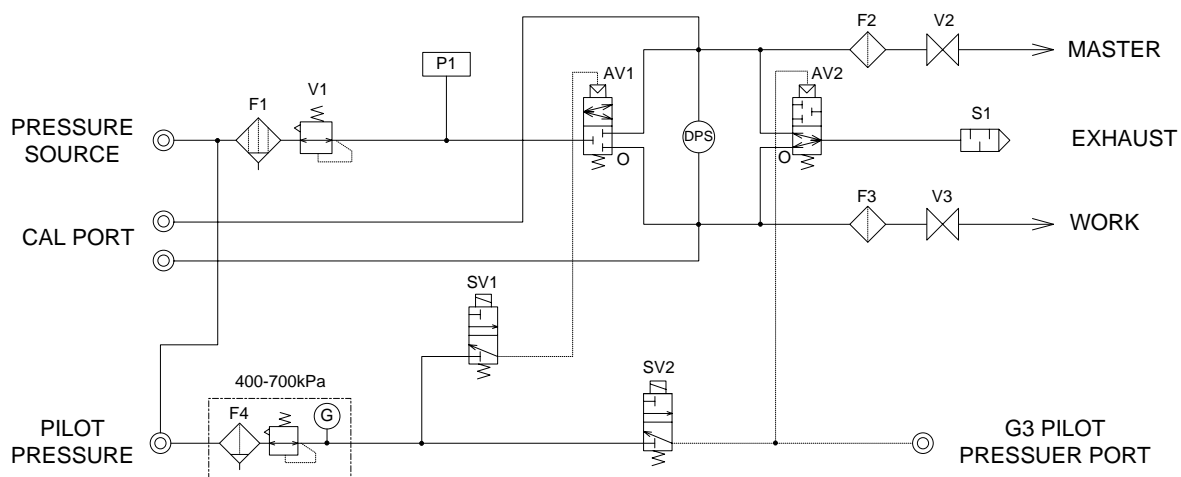 F2
V2
MASTER
P1
AV1
AV2
F1
V1
S1
PRESSURE
SOURCE
DPS
EXHAUST
O
O
F3
V3
CAL PORT
WORK
SV1
SV2
400-700kPa
F4
G
PILOT
PRESSURE
G3 PILOT
PRESSUER PORT